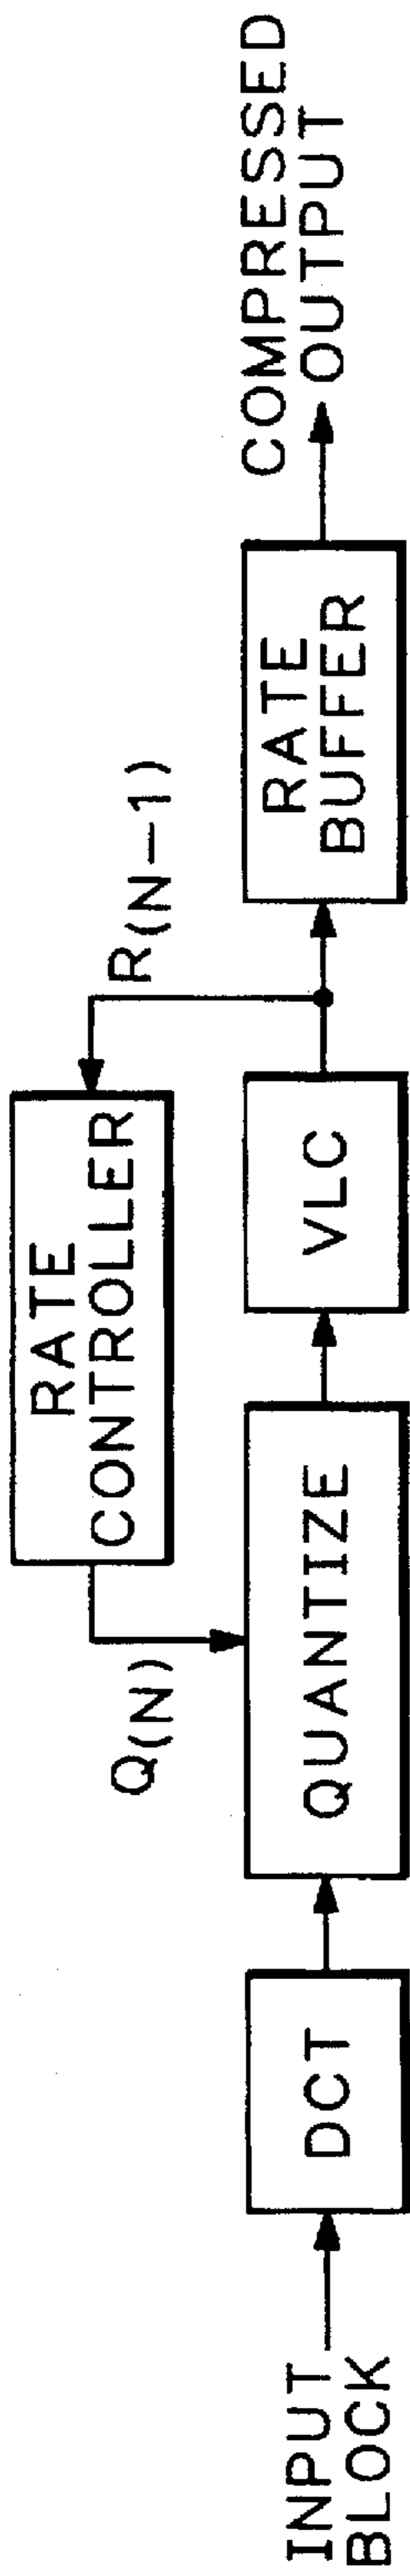 RATE
CONTROLLER
Q(N)
R(N-1)
INPUT
BLOCK
DCT
QUANTIZE
VLC
RATE
BUFFER
COMPRESSED
OUTPUT